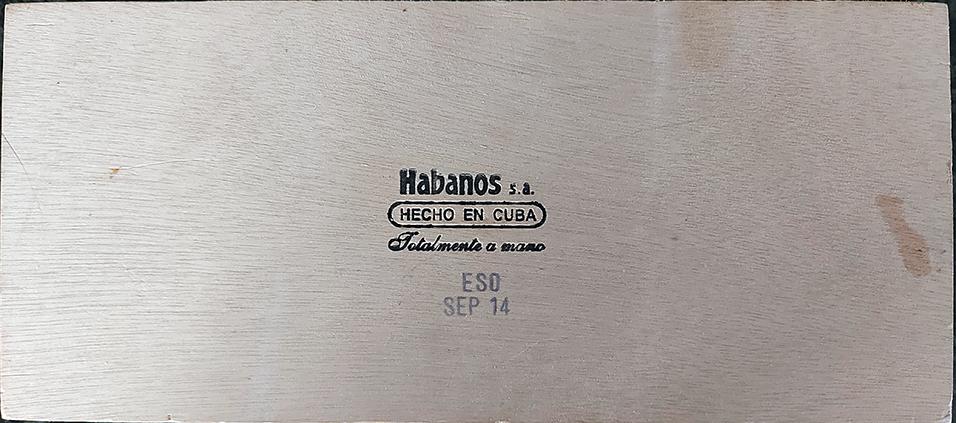 Habanos s.a.
HECHO EN CUBA
Totalmente a mano
ESO
SEP 14